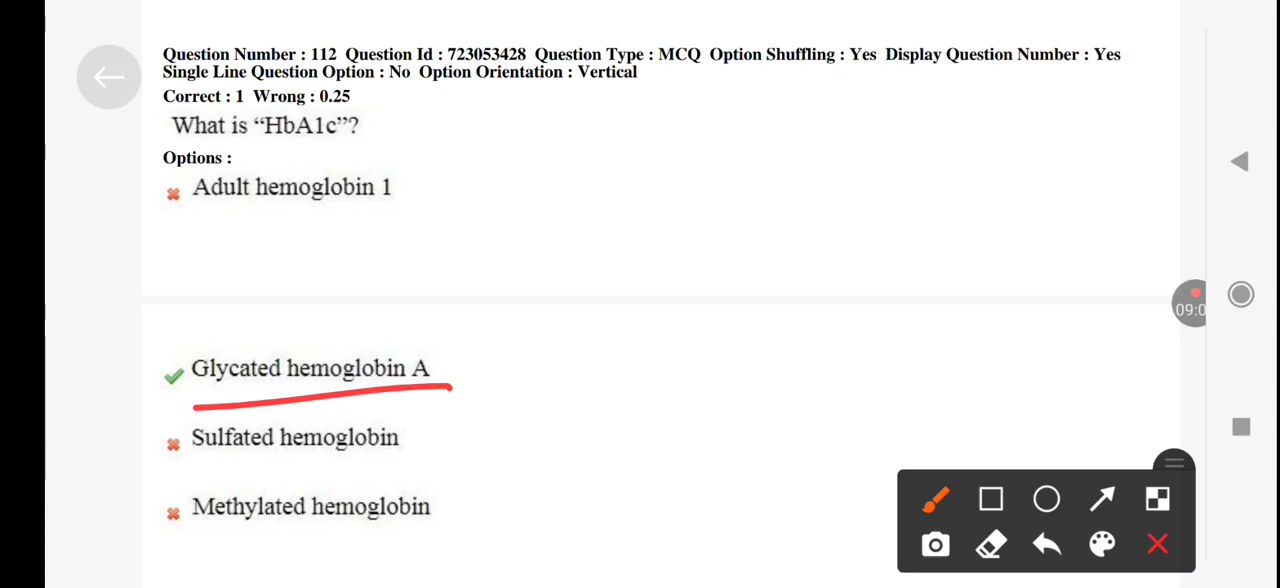 Question Number : 112 Question Id : 723053428 Question Type : MCQ Option Shuffling : Yes Display Question Number : Yes
Single Line Question Option : No Option Orientation : Vertical
Correct : 1 Wrong : 0.25
What is “HbA1c”?
Options :
Adult hemoglobin 1
09:0
Glycated hemoglobin A
Sulfated hemoglobin
Methylated hemoglobin